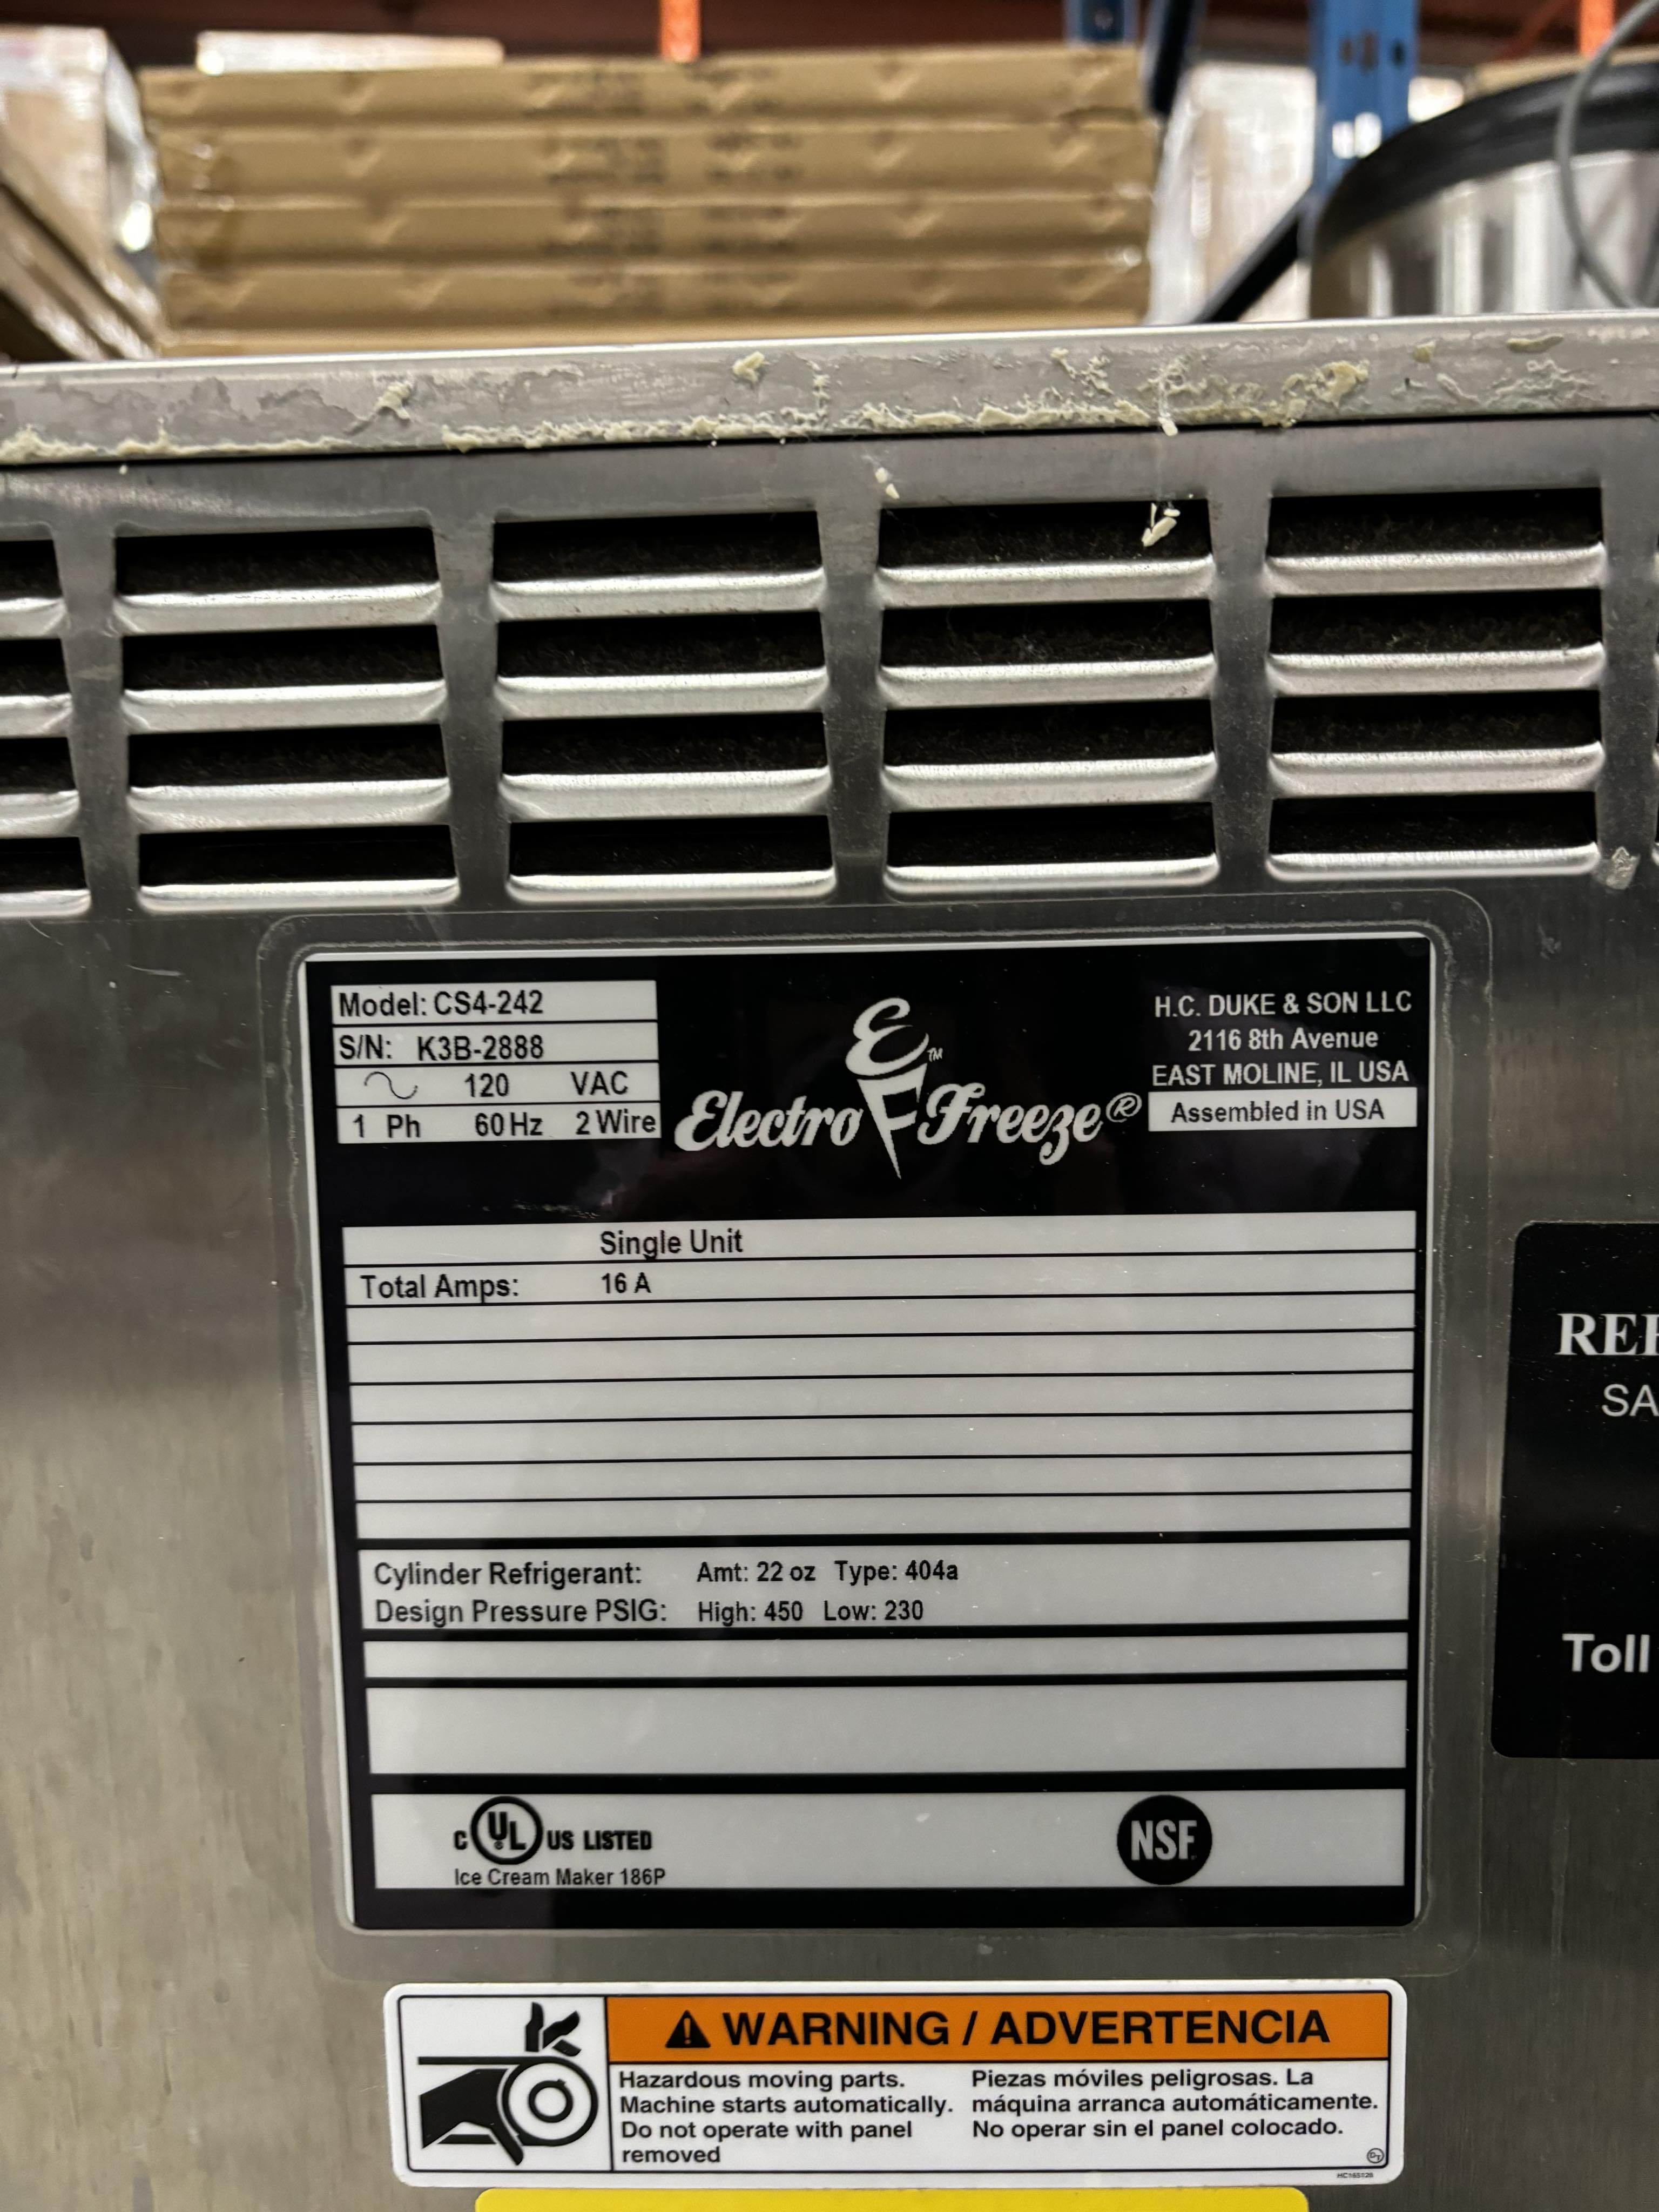 Model: CS4-242
S/N: K3B-2888
120 VAC
1 Ph 60 Hz 2 Wire
E™
F
Electro Freeze®
H.C. DUKE & SON LLC
2116 8th Avenue
EAST MOLINE, IL USA
Assembled in USA
Single Unit
Total Amps: 16 A
Cylinder Refrigerant: Amt: 22 oz Type: 404a
Design Pressure PSIG: High: 450 Low: 230
C UL® US LISTED
Ice Cream Maker 186P
NSF
SA
Toll
WARNING / ADVERTENCIA
Hazardous moving parts.
Machine starts automatically.
Do not operate with panel
removed
Piezas móviles peligrosas. La
máquina arranca automáticamente.
No operar sin el panel colocado.